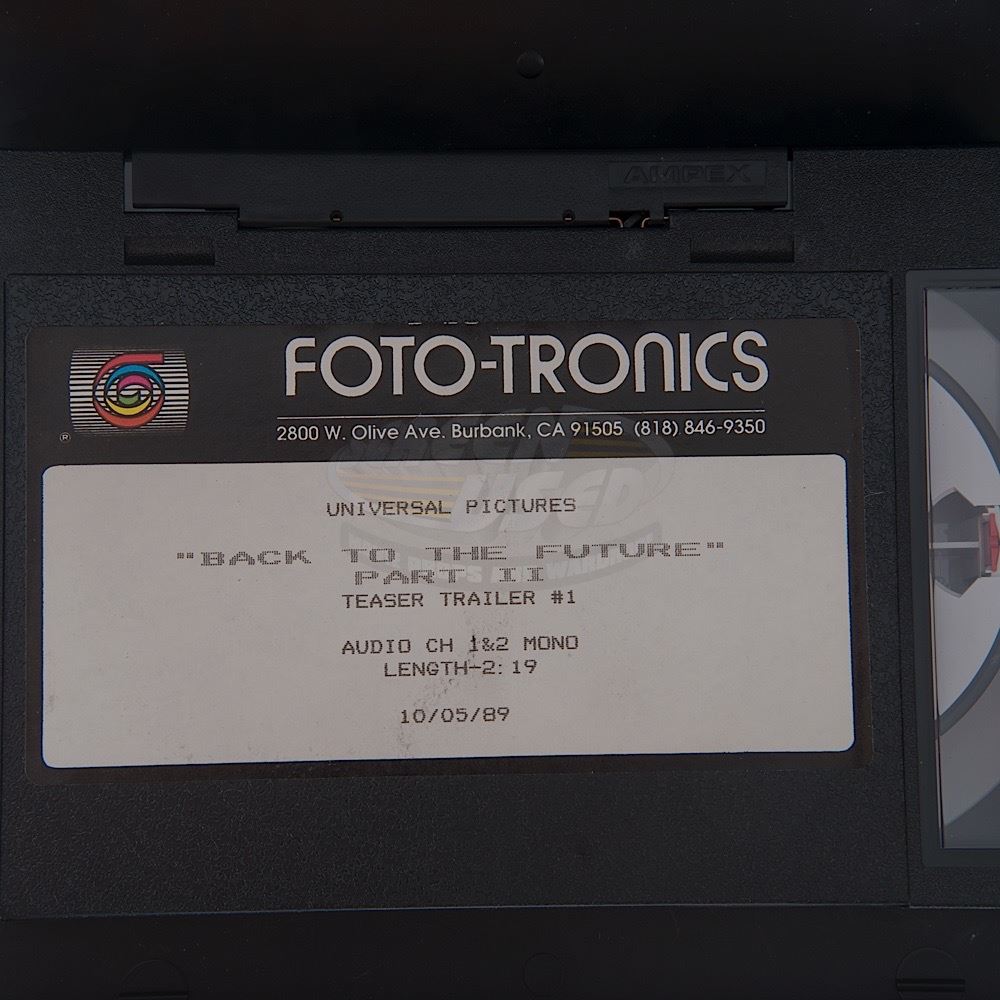 AMPEX
FOTO-TRONICS
2800 W. Olive Ave. Burbank, CA 91505 (818) 846-9350
®
UNIVERSAL PICTURES
"BACK TO THE FUTURE"
PART II
TEASER TRAILER #1
AUDIO CH 1&2 MONO
LENGTH-2:19
10/05/89